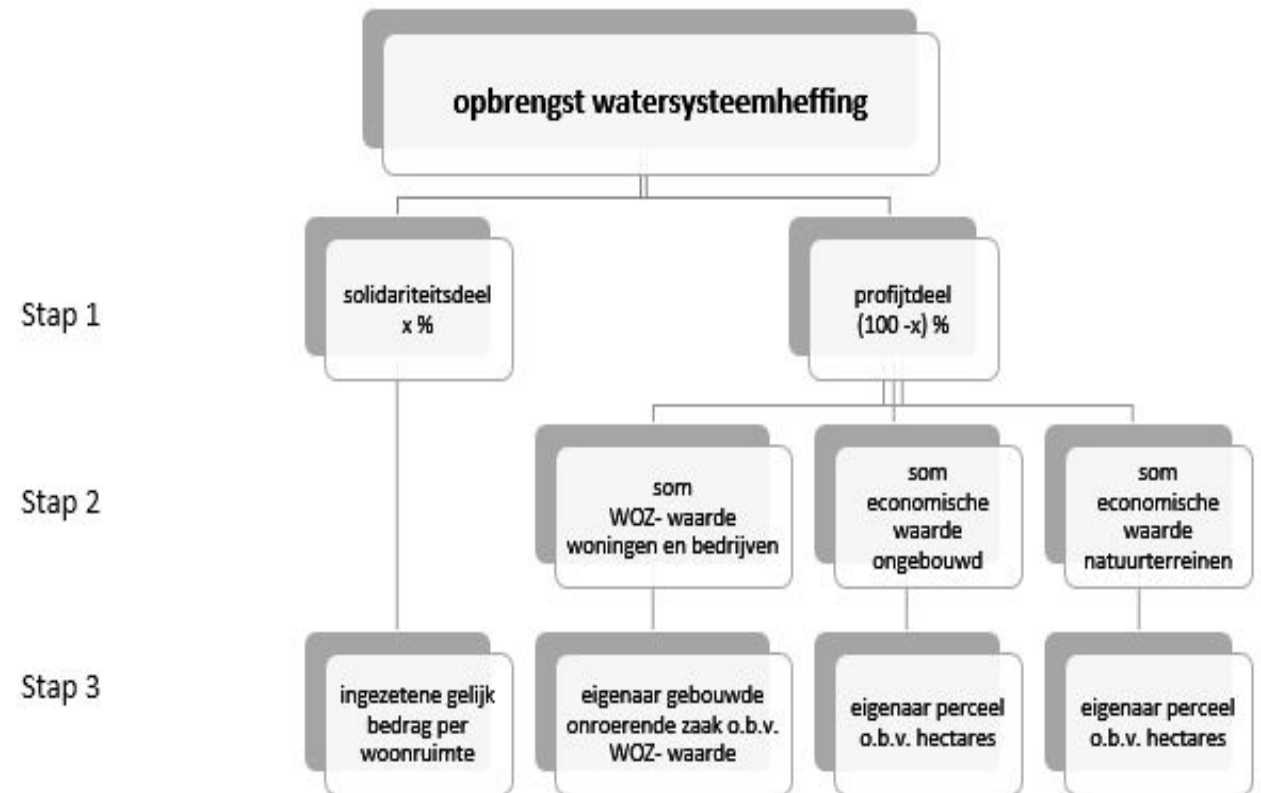 opbrengst watersysteemheffing
Stap 1
solidariteitsdeel
x %
profijtdeel
(100 -x) %
Stap 2
som
WOZ- waarde
woningen en bedrijven
som
economische
waarde
ongebouwd
som
economische
waarde
natuurterreinen
Stap 3
ingezetene gelijk
bedrag per
woonruimte
eigenaar gebouwde
onroerende zaak o.b.v.
WOZ- waarde
eigenaar perceel
o.b.v. hectares
eigenaar perceel
o.b.v. hectares